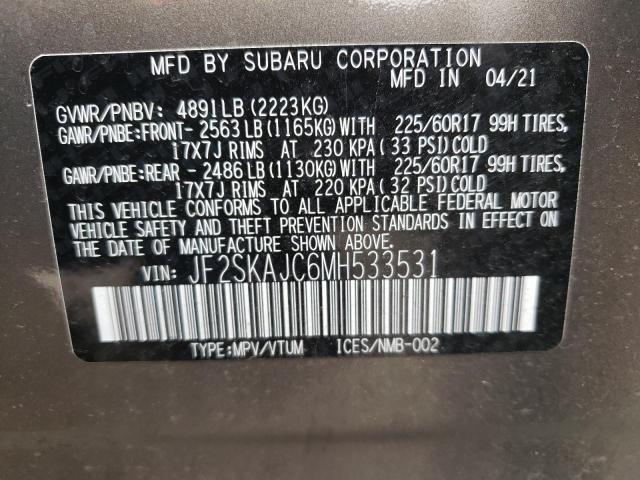 MFD BY SUBARU CORPORATION
MFD IN 04/21
GVWR/PNBV: 4891LB (2223KG)
GAWR/PNBE:FRONT- 2563LB (1165KG)WITH 225/60R17 99H TIRES,
17X7J RIMS AT 230 KPA( 33 PSI)COLD
GAWR/PNBE:REAR - 2486LB (1130KG)WITH 225/60R17 99H TIRES,
17X7J RIMS AT 220 KPA( 32 PSI)COLD
THIS VEHICLE CONFORMS TO ALL APPLICABLE FEDERAL MOTOR
VEHICLE SAFETY AND THEFT PREVENTION STANDARDS IN EFFECT ON
THE DATE OF MANUFACTURE SHOWN ABOVE.
VIN: JF2SKAJC6MH533531
TYPE:MPV/VTUM ICES/NMB-002